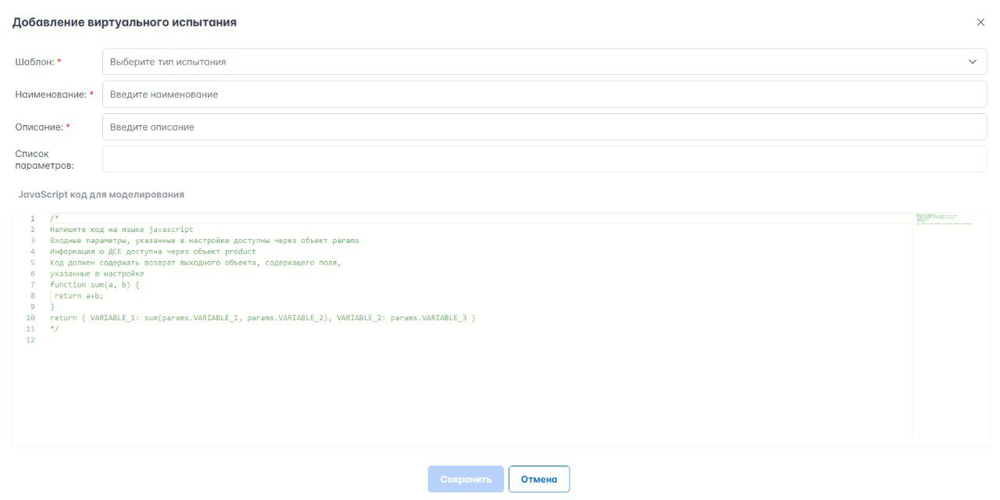 Добавление виртуального испытания
Шаблон: * Выберите тип испытания
Наименование: * Введите наименование
Описание: * Введите описание
Список
параметров:
JavaScript код для моделирования
1 /*
2 Напишите код на языке javascript
3 Входные параметры, указанные в настройке доступны через объект params
4 Информация о ДСЕ доступна через объект product
5 Код должен содержать возврат выходного объекта, содержащего поля,
6 указанные в настройке
7 function sum(a, b) {
8 return a+b;
9 }
10 return { VARIABLE_1: sum(params.VARIABLE_1, params.VARIABLE_2), VARIABLE_2: params.VARIABLE_3 }
11 */
12
Сохранить Отмена